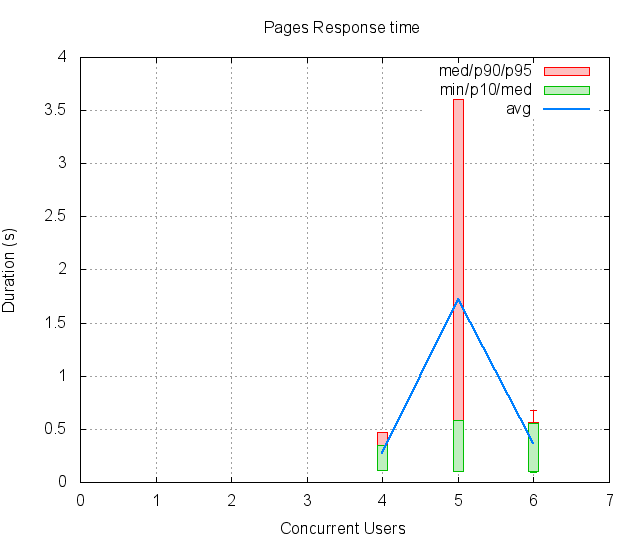 Pages Response time
med/p90/p95
min/p10/med
avg
4
3.5
3
2.5
2
1.5
1
0.5
0
Duration (s)
0 1 2 3 4 5 6 7
Concurrent Users